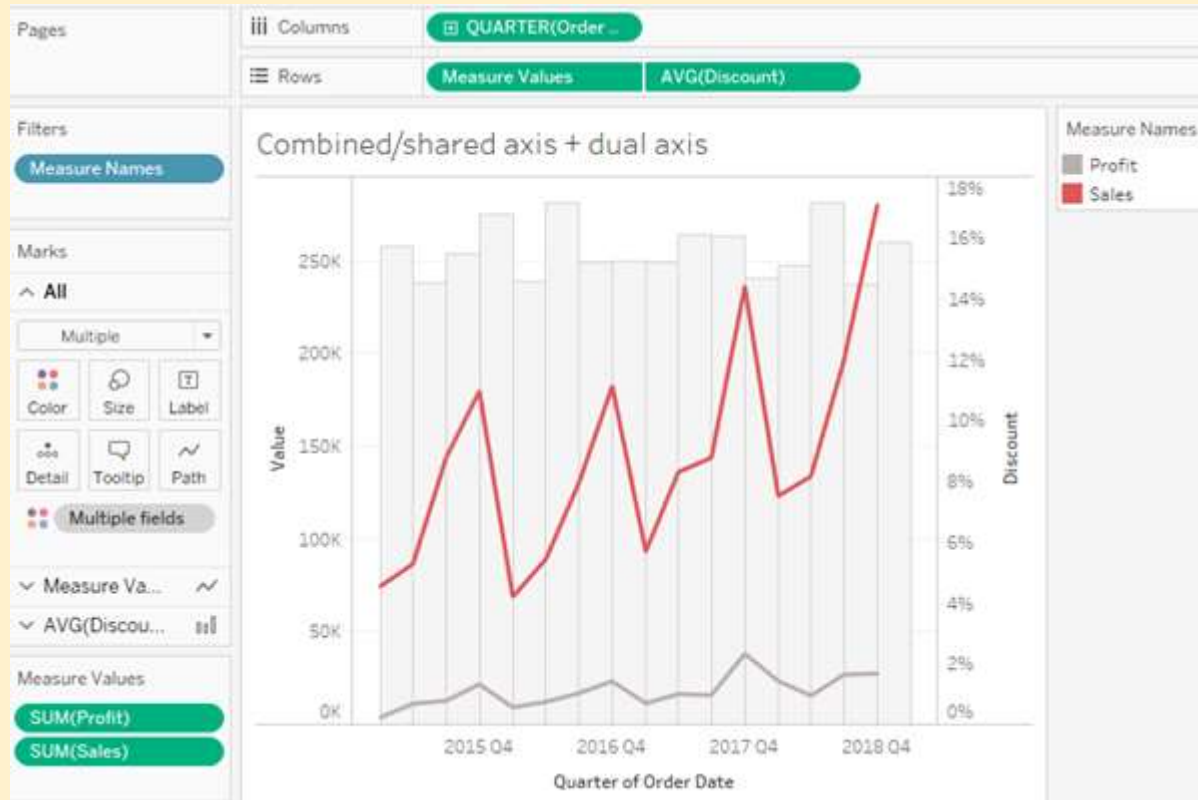 Pages
Columns
QUARTER(Order ..
Rows
Measure Values
AVG(Discount)
Filters
Measure Names
Marks
All
Multiple
Color
Size
T
Label
Detail
Tooltip
Path
Multiple fields
Measure Va...
AVG(Discou...
Measure Values
SUM(Profit)
SUM(Sales)
Combined/shared axis + dual axis
Value
250K
200K
150K
100K
50K
0K
18%
16%
14%
12%
10%
8%
6%
4%
2%
0%
Discount
2015 Q4
2016 Q4
2017 Q4
2018 Q4
Quarter of Order Date
Measure Names
Profit
Sales